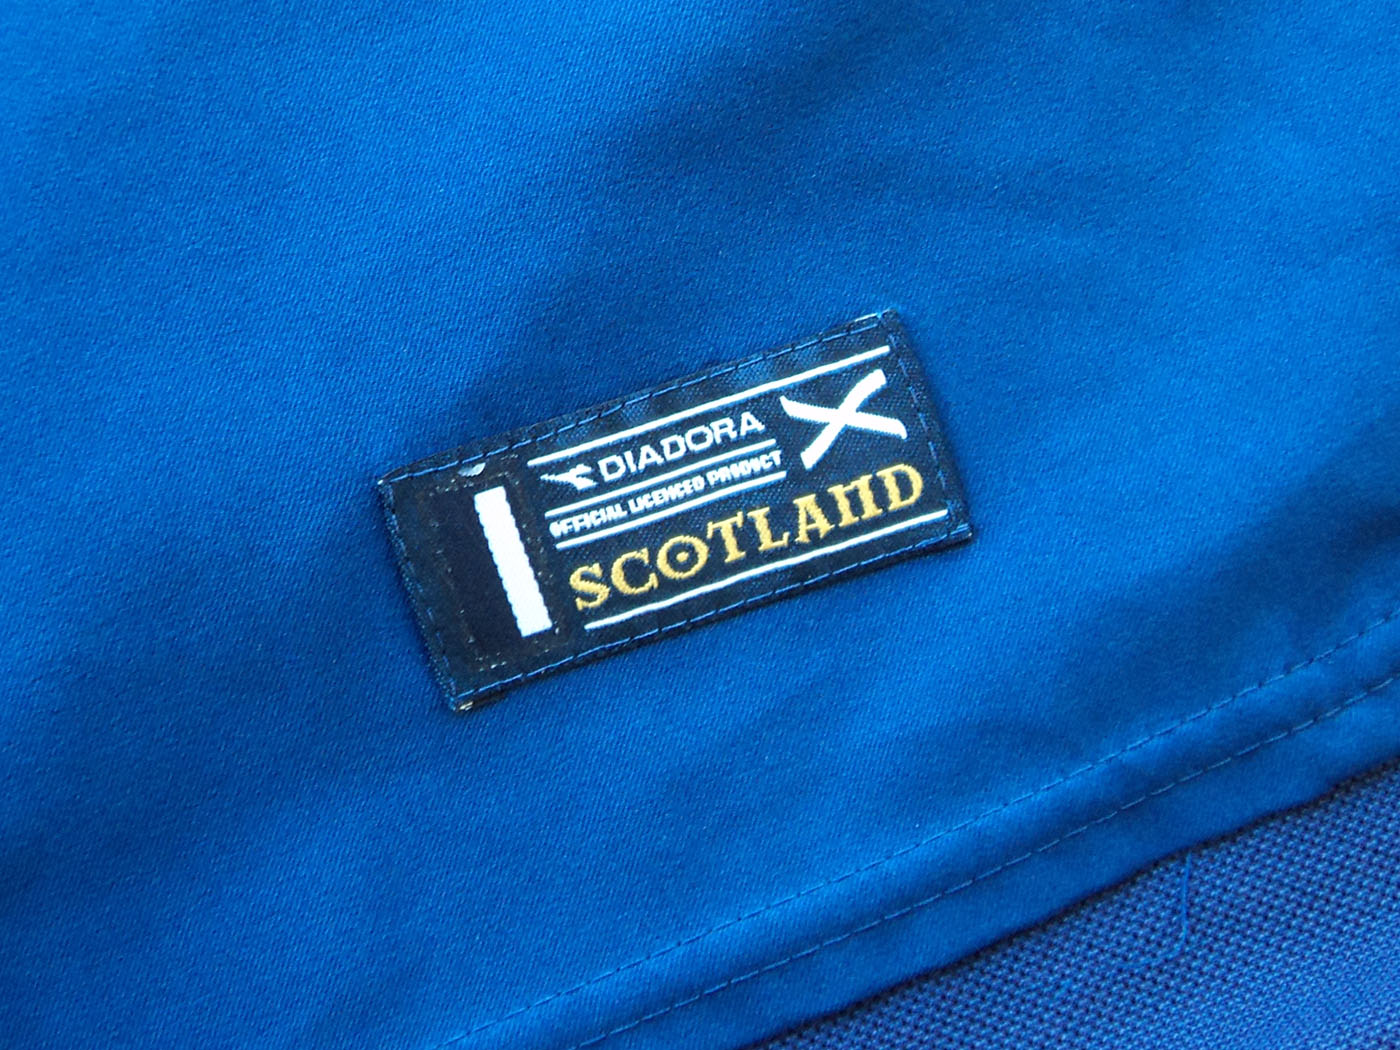 DIADORA
OFFICIAL LICENCED PRODUCT
SCOTLAND